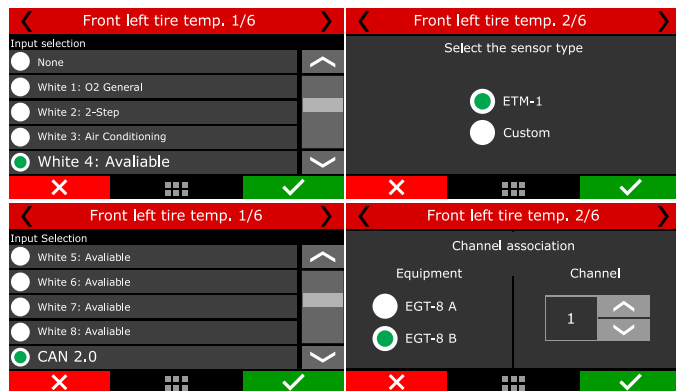 Front left tire temp. 1/6
Input selection
None
White 1: O2 General
White 2: 2-Step
White 3: Air Conditioning
White 4: Avaliable
Front left tire temp. 2/6
Select the sensor type
ETM-1
Custom
Front left tire temp. 1/6
Input Selection
White 5: Avaliable
White 6: Avaliable
White 7: Avaliable
White 8: Avaliable
CAN 2.0
Front left tire temp. 2/6
Channel association
Equipment
EGT-8 A
EGT-8 B
Channel
1